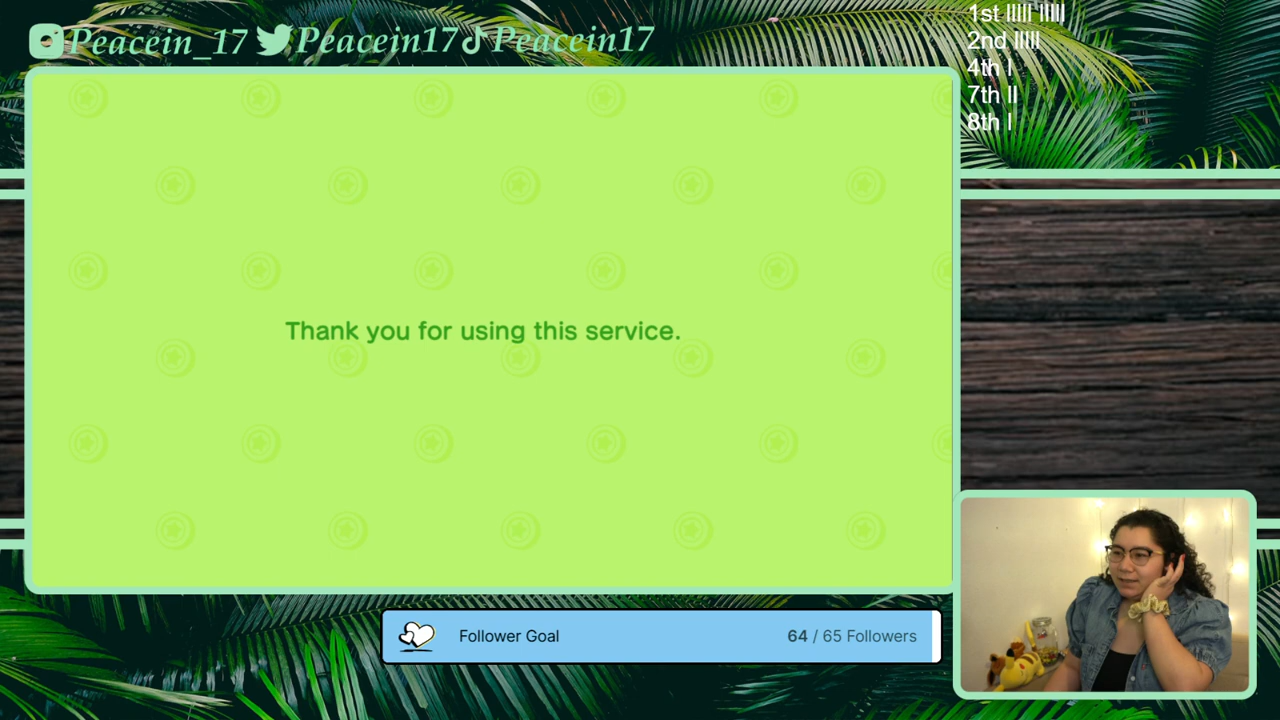 Peacein_17 Peacein17 Peacein17
1st IIIII IIIII
2nd IIIII
4th I
7th II
8th I
Thank you for using this service.
Follower Goal 64 / 65 Followers